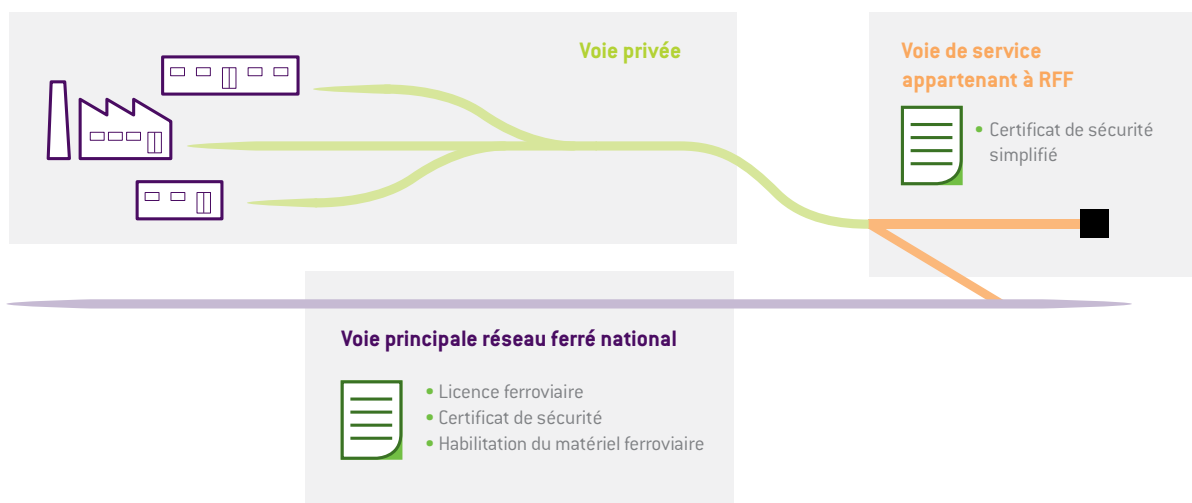 Voie privée
Voie de service
appartenant à RFF
• Certificat de sécurité
simplifié
Voie principale réseau ferré national
• Licence ferroviaire
• Certificat de sécurité
• Habilitation du matériel ferroviaire